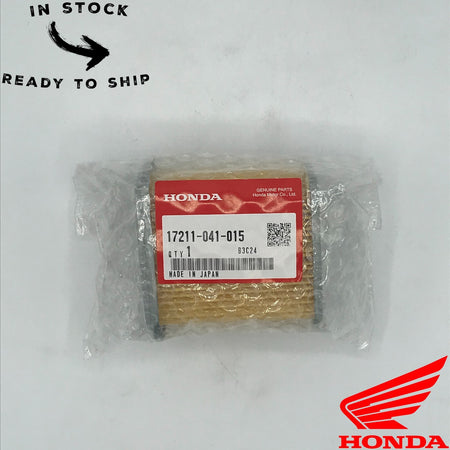 IN STOCK
READY TO SHIP
HONDA
GENUINE PARTS
Honda Motor Co., Ltd.
17211-041-015
QTY 1 B3C24
MADE IN JAPAN
HONDA